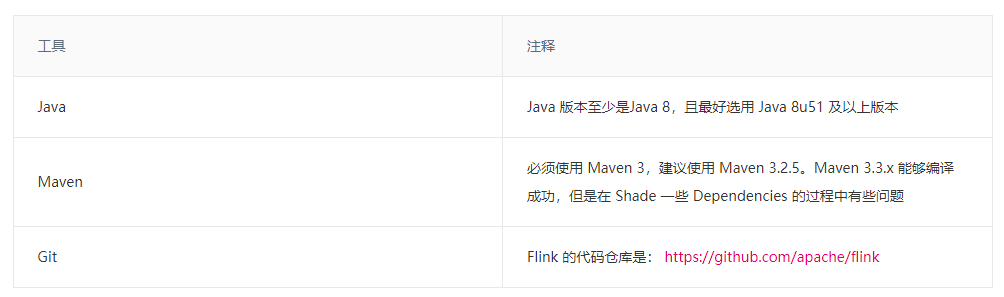 工具
注释
Java
Java 版本至少是Java 8，且最好选用 Java 8u51 及以上版本
Maven
必须使用 Maven 3，建议使用 Maven 3.2.5。Maven 3.3.x 能够编译
成功，但是在 Shade 一些 Dependencies 的过程中有些问题
Git
Flink 的代码仓库是： https://github.com/apache/flink